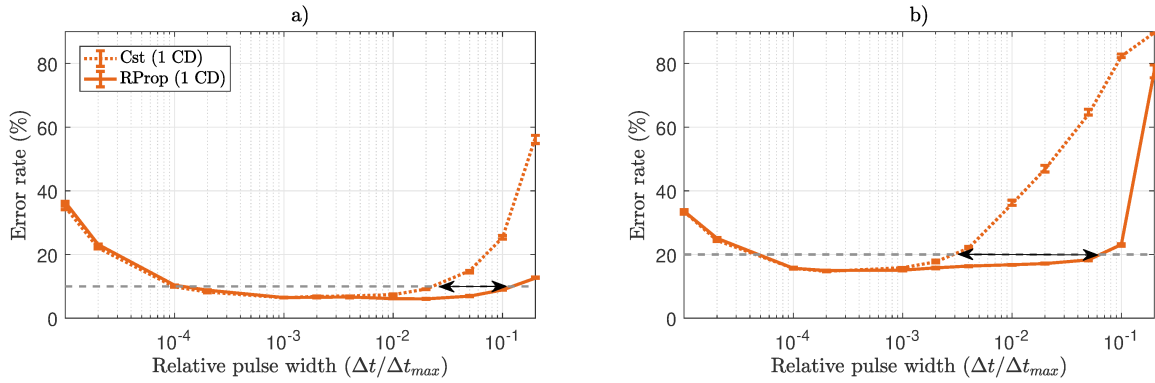 a)
Error rate (%)
80
60
40
20
0
Cst (1 CD)
RProp (1 CD)
10^-4
10^-3
10^-2
10^-1
Relative pulse width (Δt/Δt_max)
b)
Error rate (%)
80
60
40
20
0
10^-4
10^-3
10^-2
10^-1
Relative pulse width (Δt/Δt_max)